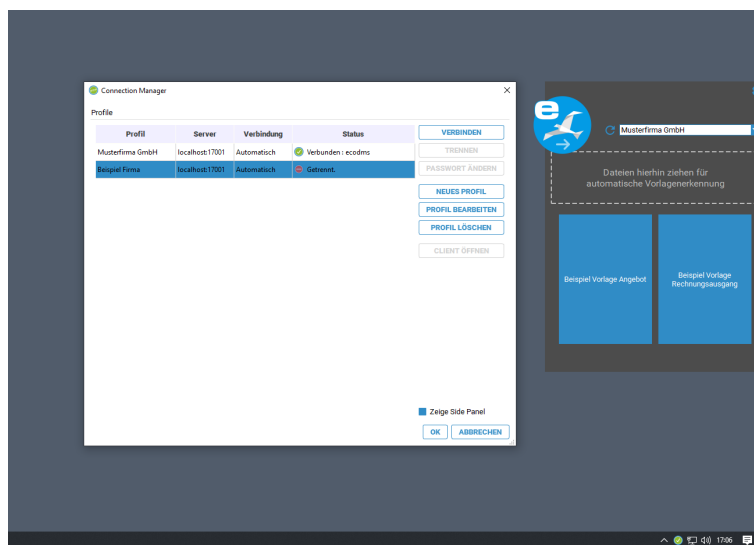 Connection Manager
Profile
Profil Server Verbindung Status
Musterfirma GmbH localhost:17001 Automatisch Verbunden : ecodms
Beispiel Firma localhost:17001 Automatisch Getrennt.
VERBINDEN
TRENNEN
PASSWORT ÄNDERN
NEUES PROFIL
PROFIL BEARBEITEN
PROFIL LÖSCHEN
CLIENT ÖFFNEN
Zeige Side Panel
OK ABBRECHEN
e
Musterfirma GmbH
Dateien hierhin ziehen für
automatische Vorlagenerkennung
Beispiel Vorlage Angebot
Beispiel Vorlage
Rechnungsausgang
17:06